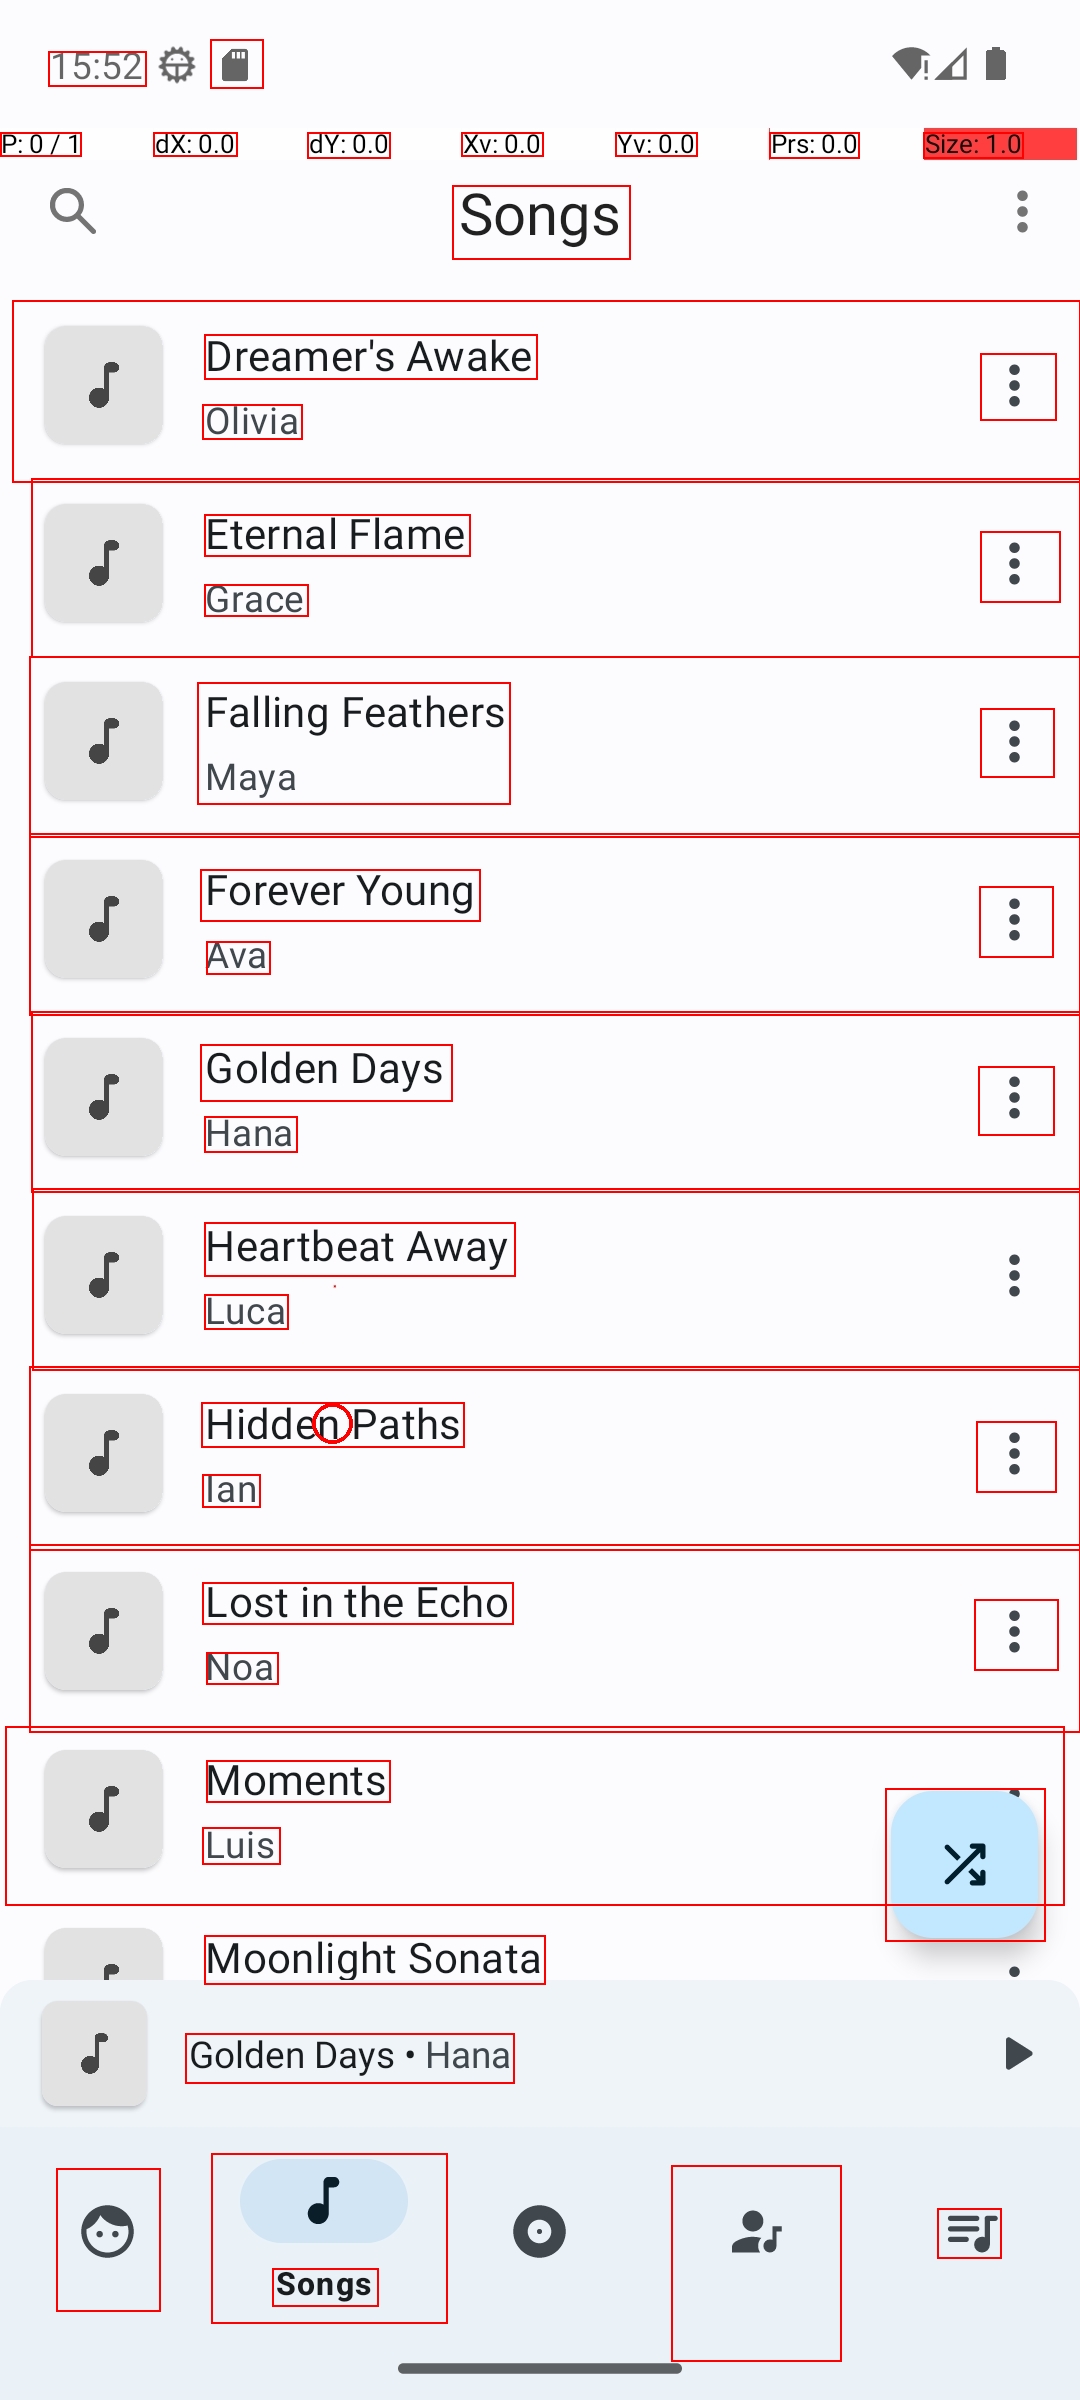 15:52
P: 0 / 1 dX: 0.0 dY: 0.0 Xv: 0.0 Yv: 0.0 Prs: 0.0 Size: 1.0
Songs
Dreamer's Awake
Olivia
Eternal Flame
Grace
Falling Feathers
Maya
Forever Young
Ava
Golden Days
Hana
Heartbeat Away
Luca
Hidden Paths
Ian
Lost in the Echo
Noa
Moments
Luis
Moonlight Sonata
Golden Days • Hana
Songs